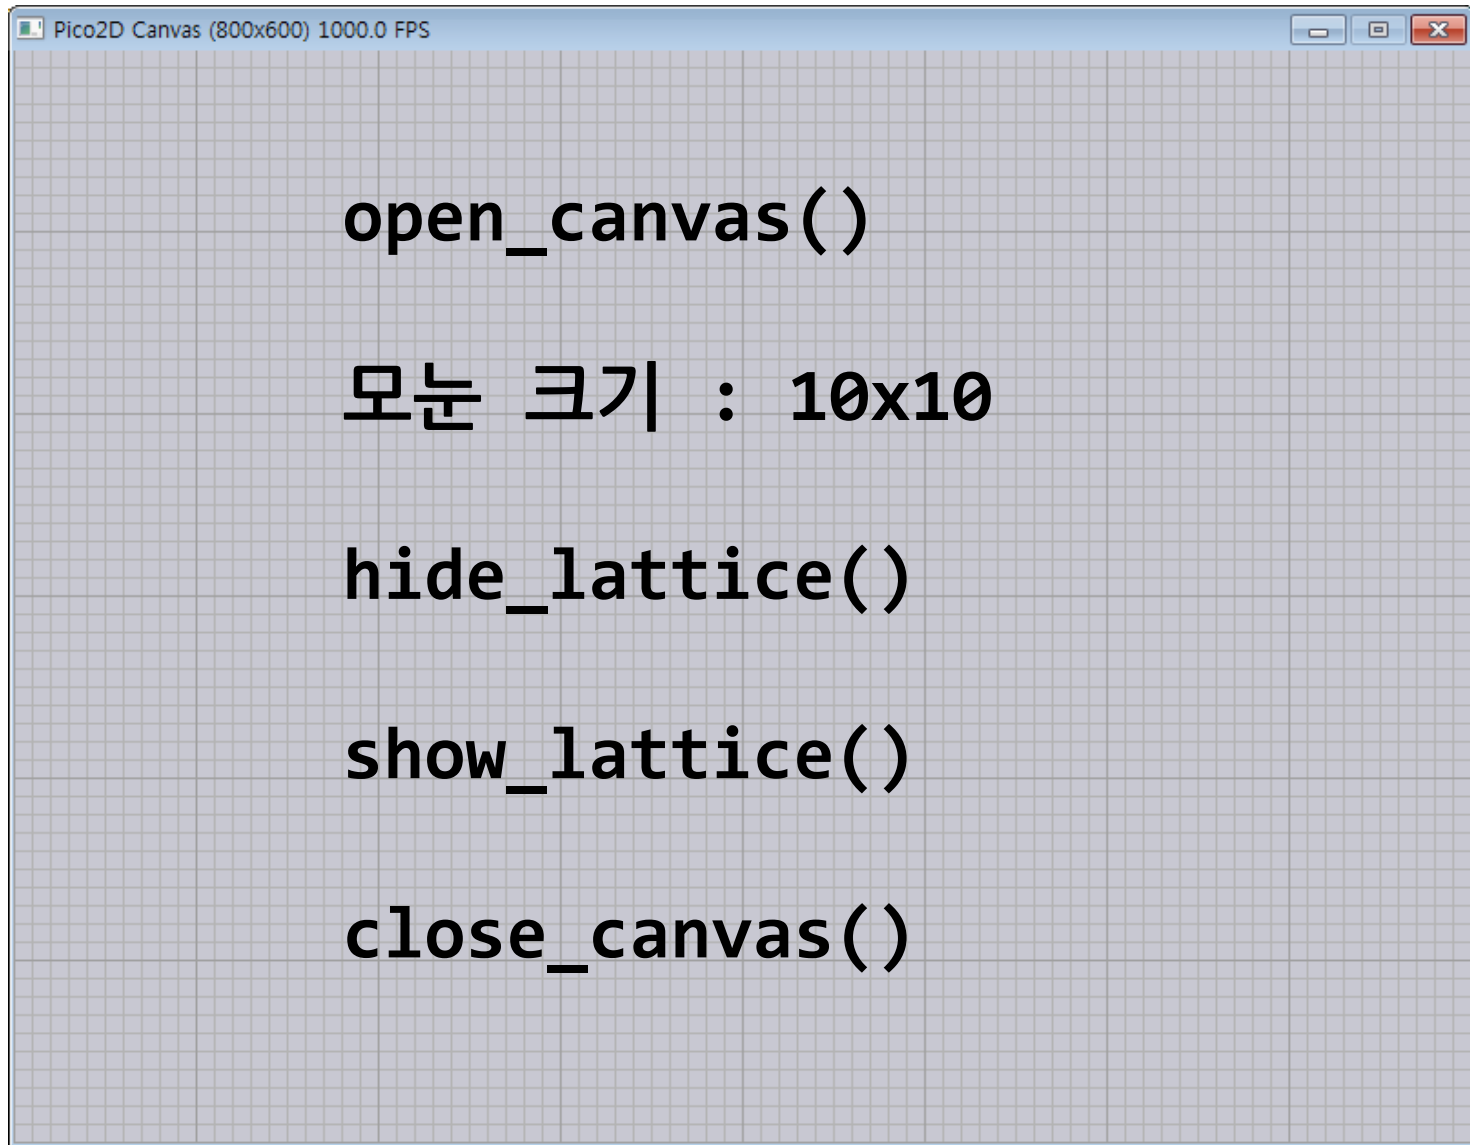 Pico2D Canvas (800x600) 1000.0 FPS
open_canvas()
모눈 크기 : 10x10
hide_lattice()
show_lattice()
close_canvas()